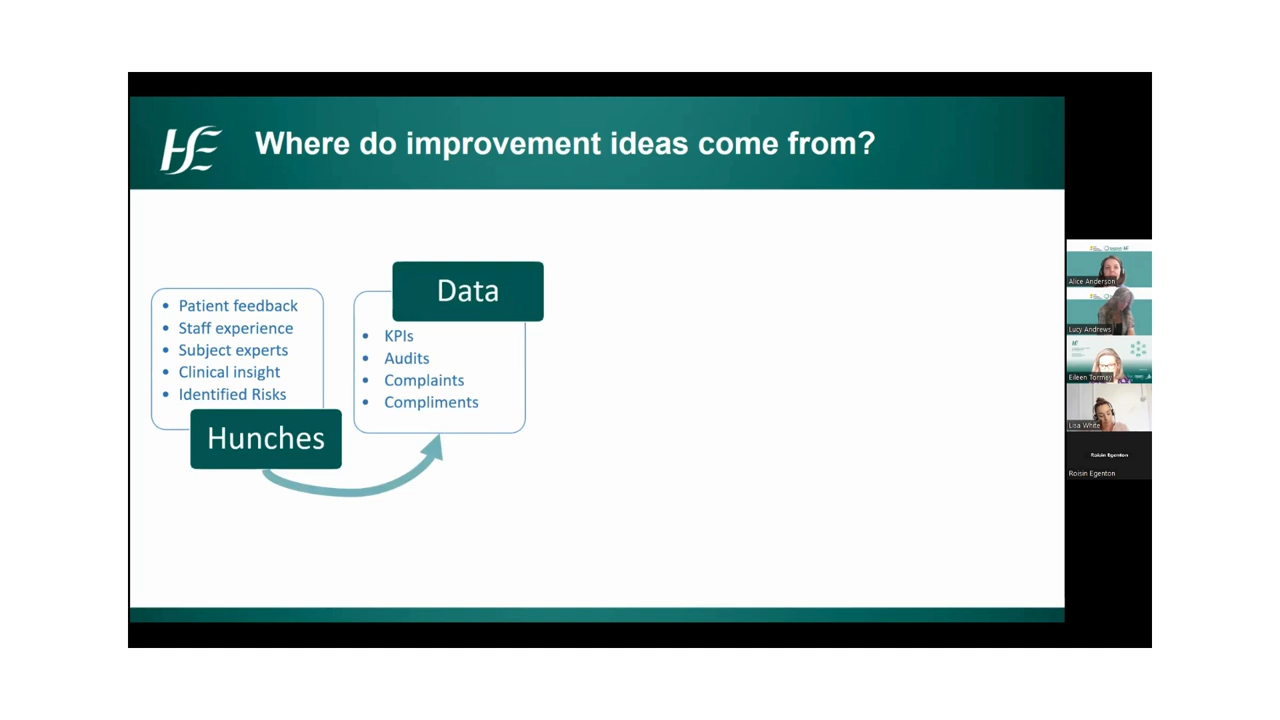 HSE
Where do improvement ideas come from?
• Patient feedback
• Staff experience
• Subject experts
• Clinical insight
• Identified Risks
Hunches
Data
• KPIs
• Audits
• Complaints
• Compliments
Alice Anderson
Lucy Andrews
Eileen Tormey
Lisa White
Roisin Egenton
Roisin Egenton